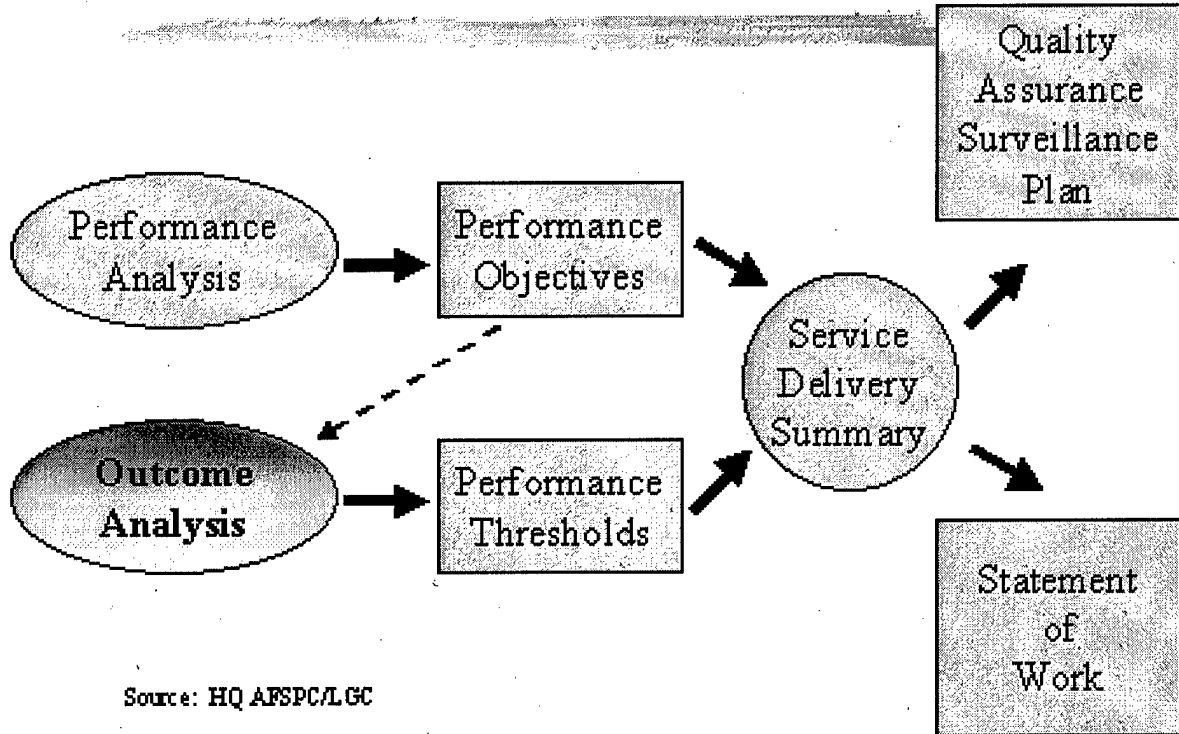 Quality
Assurance
Surveillance
Plan
Performance
Analysis
Performance
Objectives
Service
Delivery
Summary
Outcome
Analysis
Performance
Thresholds
Statement
of
Work
Source: HQ AFSPC/LGC